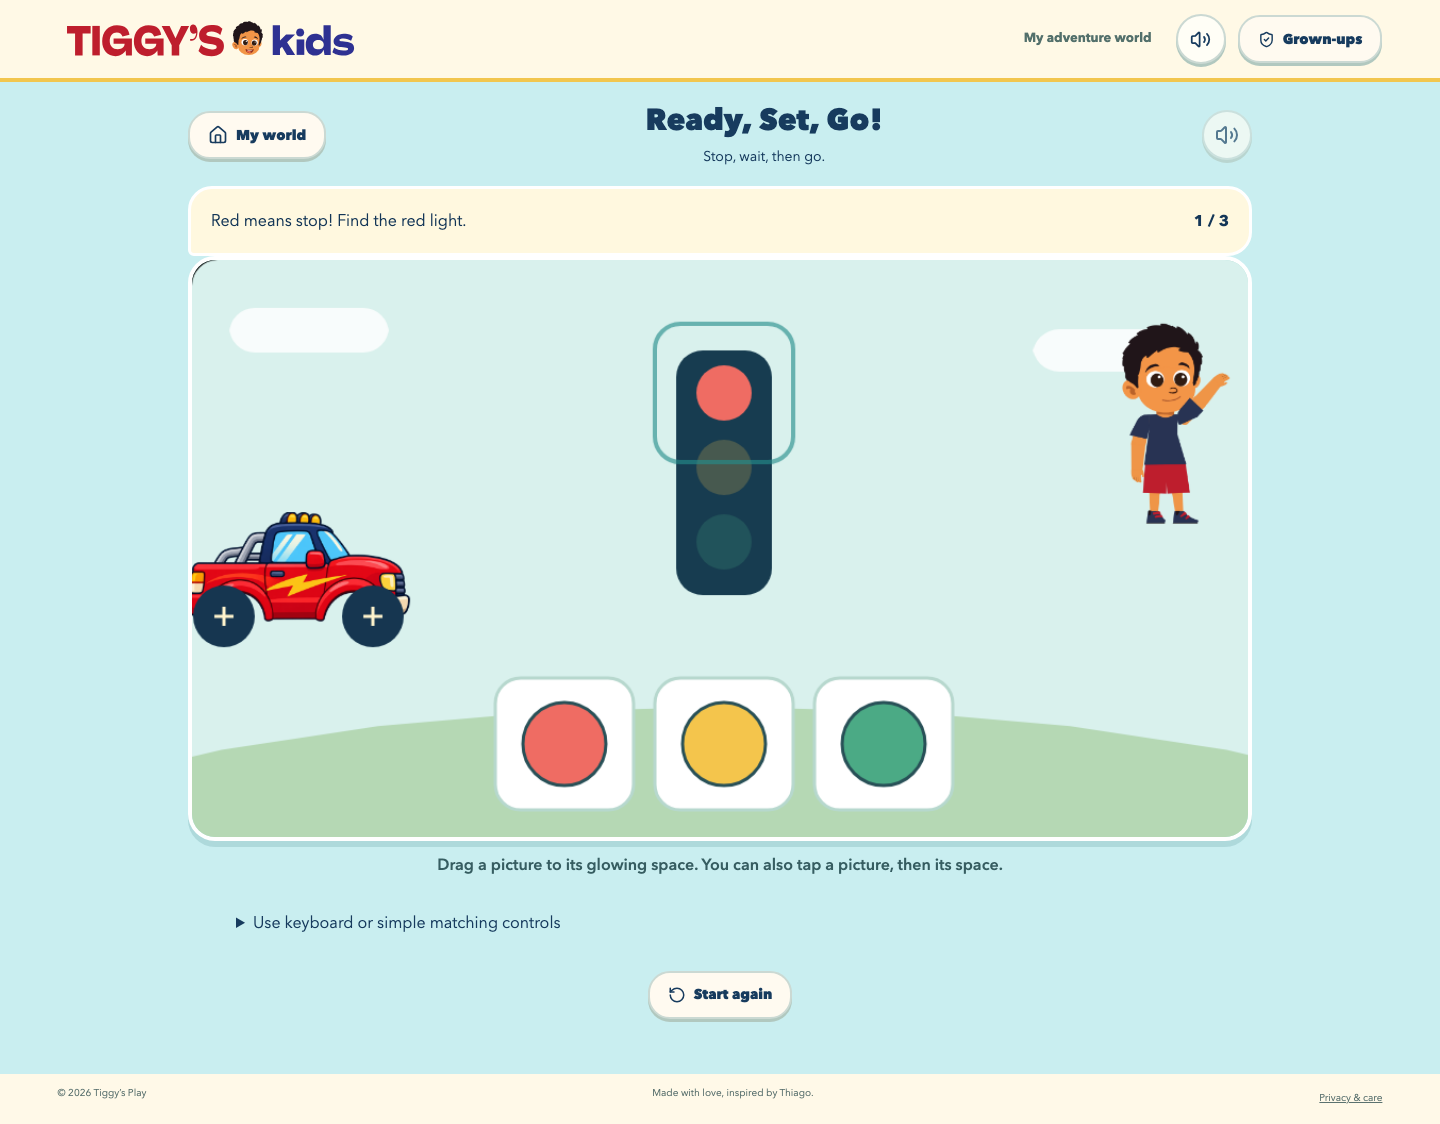 TIGGY'S kids
My adventure world
Grown-ups
My world
Ready, Set, Go!
Stop, wait, then go.
Red means stop! Find the red light.
1 / 3
Drag a picture to its glowing space. You can also tap a picture, then its space.
Use keyboard or simple matching controls
Start again
© 2026 Tiggy's Play
Made with love, inspired by Thiago.
Privacy & care